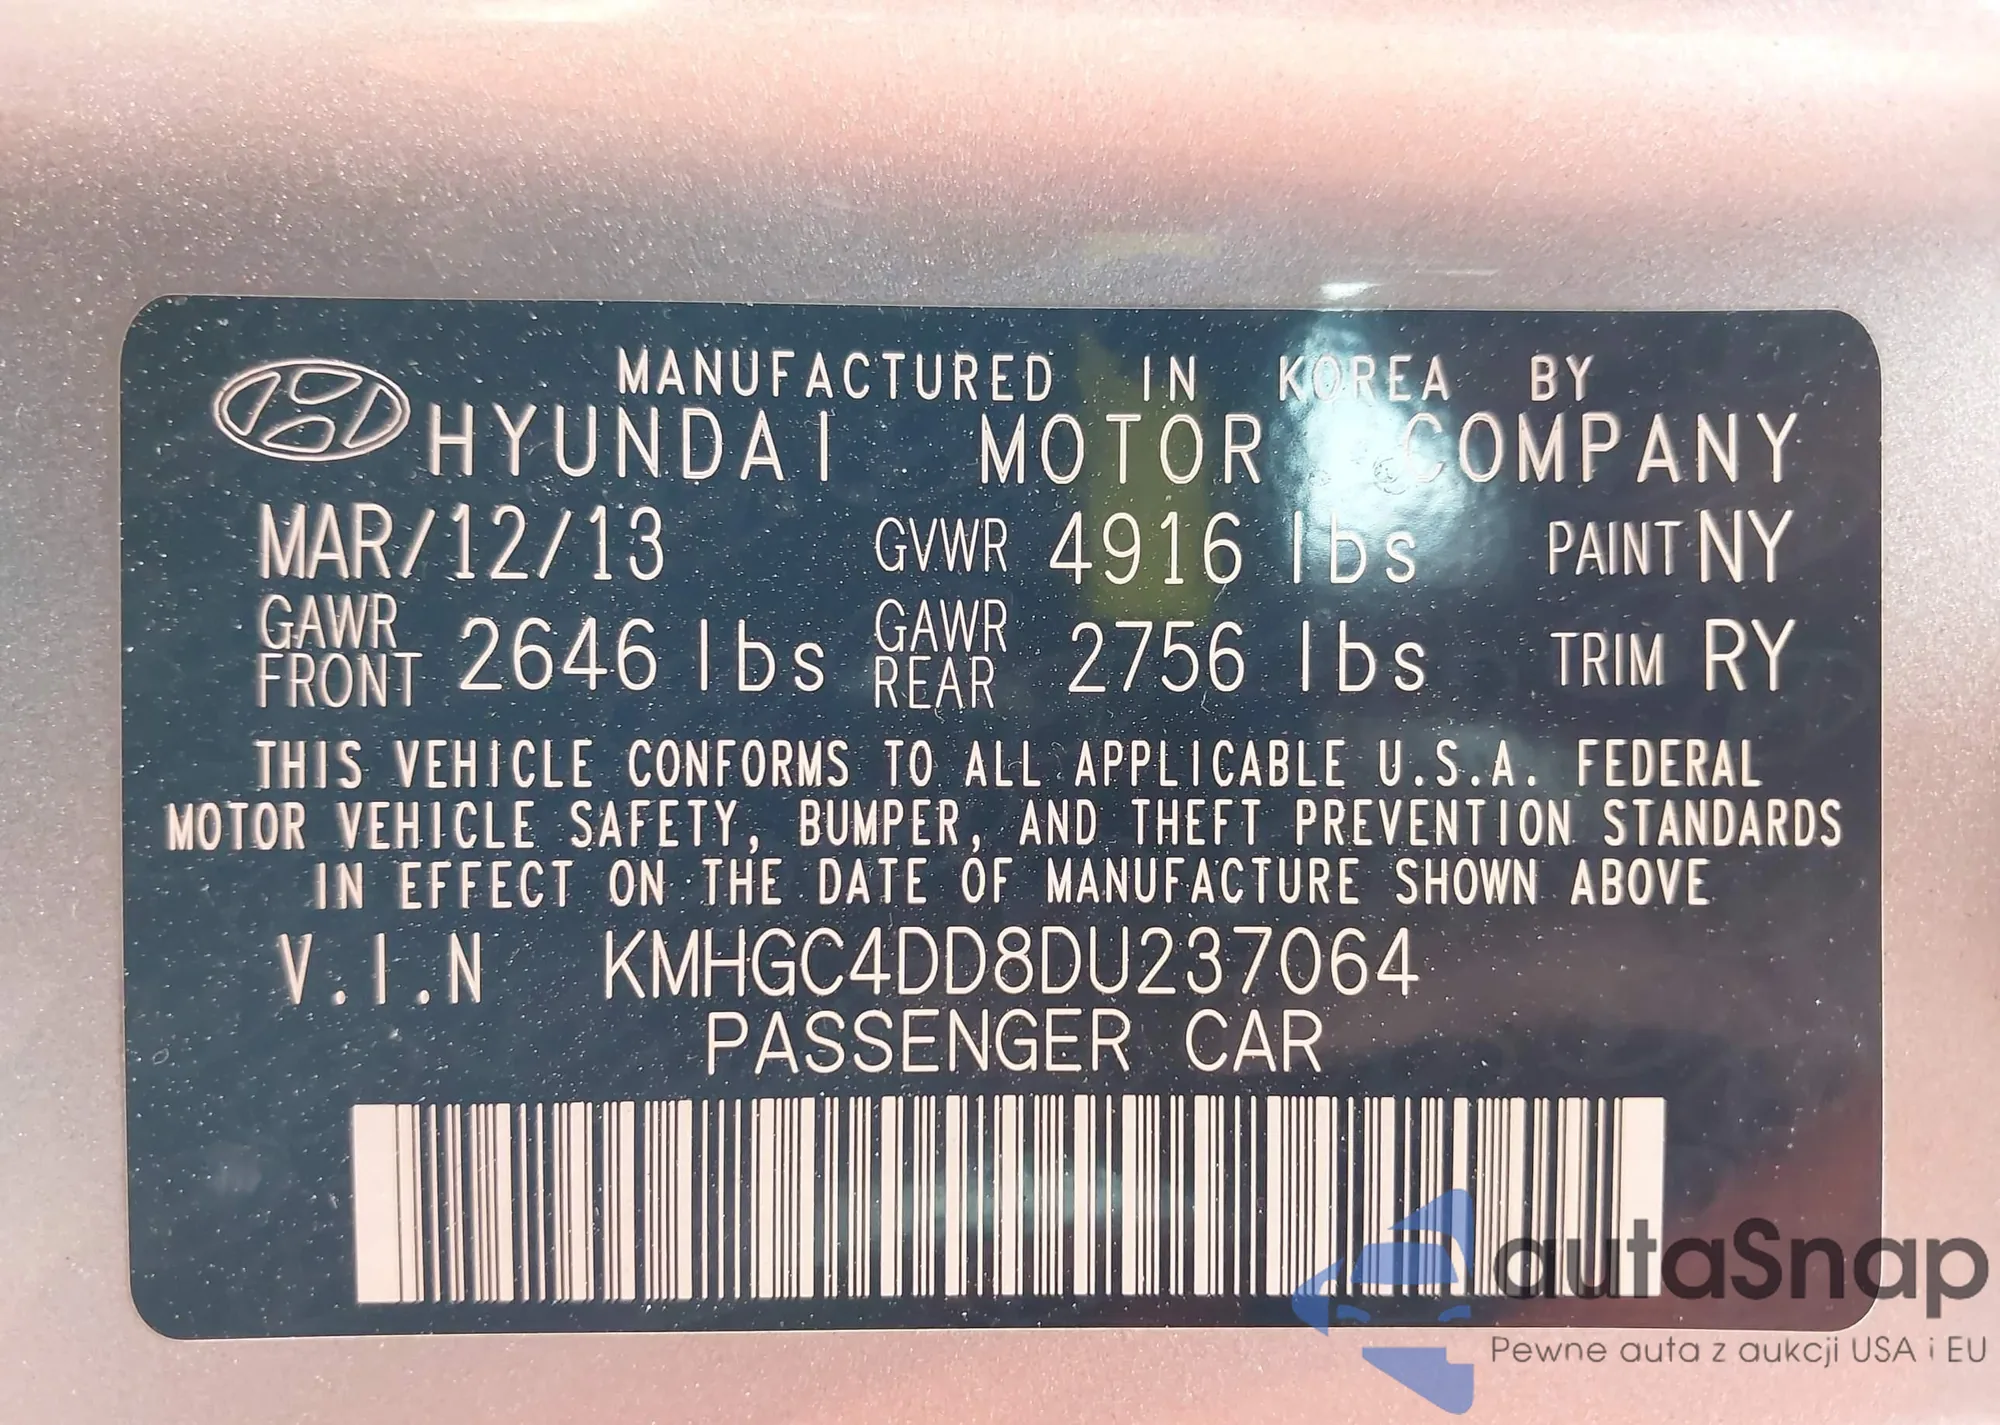 MANUFACTURED IN KOREA BY
HYUNDAI MOTOR COMPANY
MAR/12/13 GVWR 4916 lbs PAINT NY
GAWR FRONT 2646 lbs GAWR REAR 2756 lbs TRIM RY
THIS VEHICLE CONFORMS TO ALL APPLICABLE U.S.A. FEDERAL
MOTOR VEHICLE SAFETY, BUMPER, AND THEFT PREVENTION STANDARDS
IN EFFECT ON THE DATE OF MANUFACTURE SHOWN ABOVE
V.I.N KMHGC4DD8DU237064
PASSENGER CAR
autaSnap
Pewne auta z aukcji USA i EU